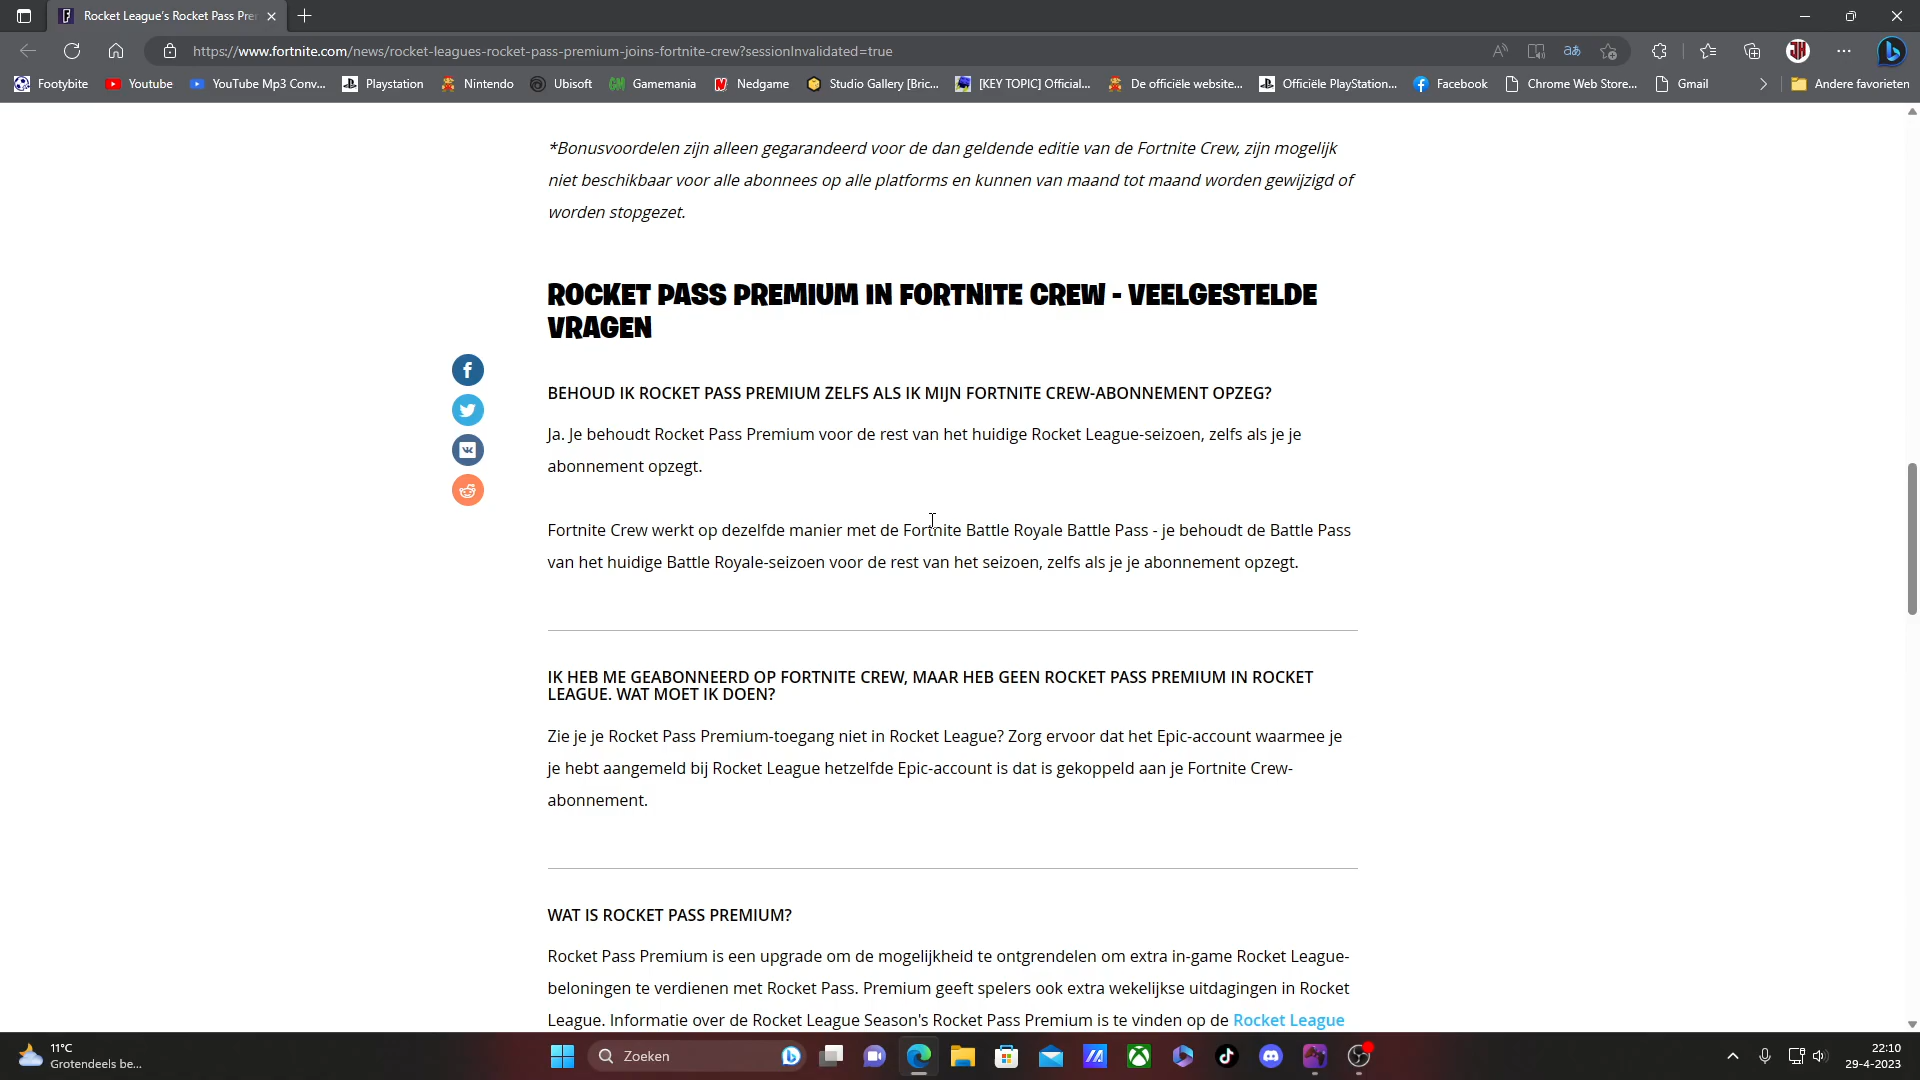 Rocket League's Rocket Pass Pre
https://www.fortnite.com/news/rocket-leagues-rocket-pass-premium-joins-fortnite-crew?sessionInvalidated=true
Footybite Youtube YouTube Mp3 Conv... Playstation Nintendo Ubisoft Gamemania Nedgame Studio Gallery [Bric... [KEY TOPIC] Official... De officiële website... Officiële PlayStation... Facebook Chrome Web Store... Gmail Andere favorieten
*Bonusvoordelen zijn alleen gegarandeerd voor de dan geldende editie van de Fortnite Crew, zijn mogelijk
niet beschikbaar voor alle abonnees op alle platforms en kunnen van maand tot maand worden gewijzigd of
worden stopgezet.
ROCKET PASS PREMIUM IN FORTNITE CREW - VEELGESTELDE
VRAGEN
BEHOUD IK ROCKET PASS PREMIUM ZELFS ALS IK MIJN FORTNITE CREW-ABONNEMENT OPZEG?
Ja. Je behoudt Rocket Pass Premium voor de rest van het huidige Rocket League-seizoen, zelfs als je je
abonnement opzegt.
Fortnite Crew werkt op dezelfde manier met de Fortnite Battle Royale Battle Pass - je behoudt de Battle Pass
van het huidige Battle Royale-seizoen voor de rest van het seizoen, zelfs als je je abonnement opzegt.
IK HEB ME GEABONNEERD OP FORTNITE CREW, MAAR HEB GEEN ROCKET PASS PREMIUM IN ROCKET
LEAGUE. WAT MOET IK DOEN?
Zie je je Rocket Pass Premium-toegang niet in Rocket League? Zorg ervoor dat het Epic-account waarmee je
je hebt aangemeld bij Rocket League hetzelfde Epic-account is dat is gekoppeld aan je Fortnite Crew-
abonnement.
WAT IS ROCKET PASS PREMIUM?
Rocket Pass Premium is een upgrade om de mogelijkheid te ontgrendelen om extra in-game Rocket League-
beloningen te verdienen met Rocket Pass. Premium geeft spelers ook extra wekelijkse uitdagingen in Rocket
League. Informatie over de Rocket League Season's Rocket Pass Premium is te vinden op de Rocket League
11°C
Grotendeels be...
Zoeken
22:10
29-4-2023